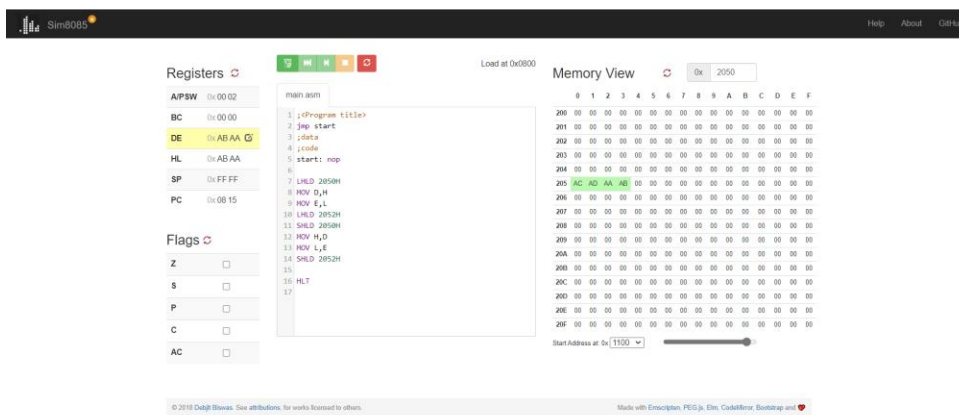 Sim8085
Help About GitHu
Registers
A/PSW 0x 00 02
BC 0x 00 00
DE 0x AB AA
HL 0x AB AA
SP 0x FF FF
PC 0x 08 15
Flags
Z
S
P
C
AC
Load at 0x0800
main.asm
1 ;<Program title>
2 jmp start
3 ;data
4 ;code
5 start: nop
6
7 LHLD 2050H
8 MOV D,H
9 MOV E,L
10 LHLD 2052H
11 SHLD 2050H
12 MOV H,D
13 MOV L,E
14 SHLD 2052H
15
16 HLT
17
Memory View 0x 2050
0 1 2 3 4 5 6 7 8 9 A B C D E F
200 00 00 00 00 00 00 00 00 00 00 00 00 00 00 00 00
201 00 00 00 00 00 00 00 00 00 00 00 00 00 00 00 00
202 00 00 00 00 00 00 00 00 00 00 00 00 00 00 00 00
203 00 00 00 00 00 00 00 00 00 00 00 00 00 00 00 00
204 00 00 00 00 00 00 00 00 00 00 00 00 00 00 00 00
205 AC AD AA AB 00 00 00 00 00 00 00 00 00 00 00 00
206 00 00 00 00 00 00 00 00 00 00 00 00 00 00 00 00
207 00 00 00 00 00 00 00 00 00 00 00 00 00 00 00 00
208 00 00 00 00 00 00 00 00 00 00 00 00 00 00 00 00
209 00 00 00 00 00 00 00 00 00 00 00 00 00 00 00 00
20A 00 00 00 00 00 00 00 00 00 00 00 00 00 00 00 00
20B 00 00 00 00 00 00 00 00 00 00 00 00 00 00 00 00
20C 00 00 00 00 00 00 00 00 00 00 00 00 00 00 00 00
20D 00 00 00 00 00 00 00 00 00 00 00 00 00 00 00 00
20E 00 00 00 00 00 00 00 00 00 00 00 00 00 00 00 00
20F 00 00 00 00 00 00 00 00 00 00 00 00 00 00 00 00
Start Address at: 0x 1100
© 2018 Debjit Biswas. See attributions, for works licensed to others.
Made with Emscripten, PEG.js, Elm, CodeMirror, Bootstrap and